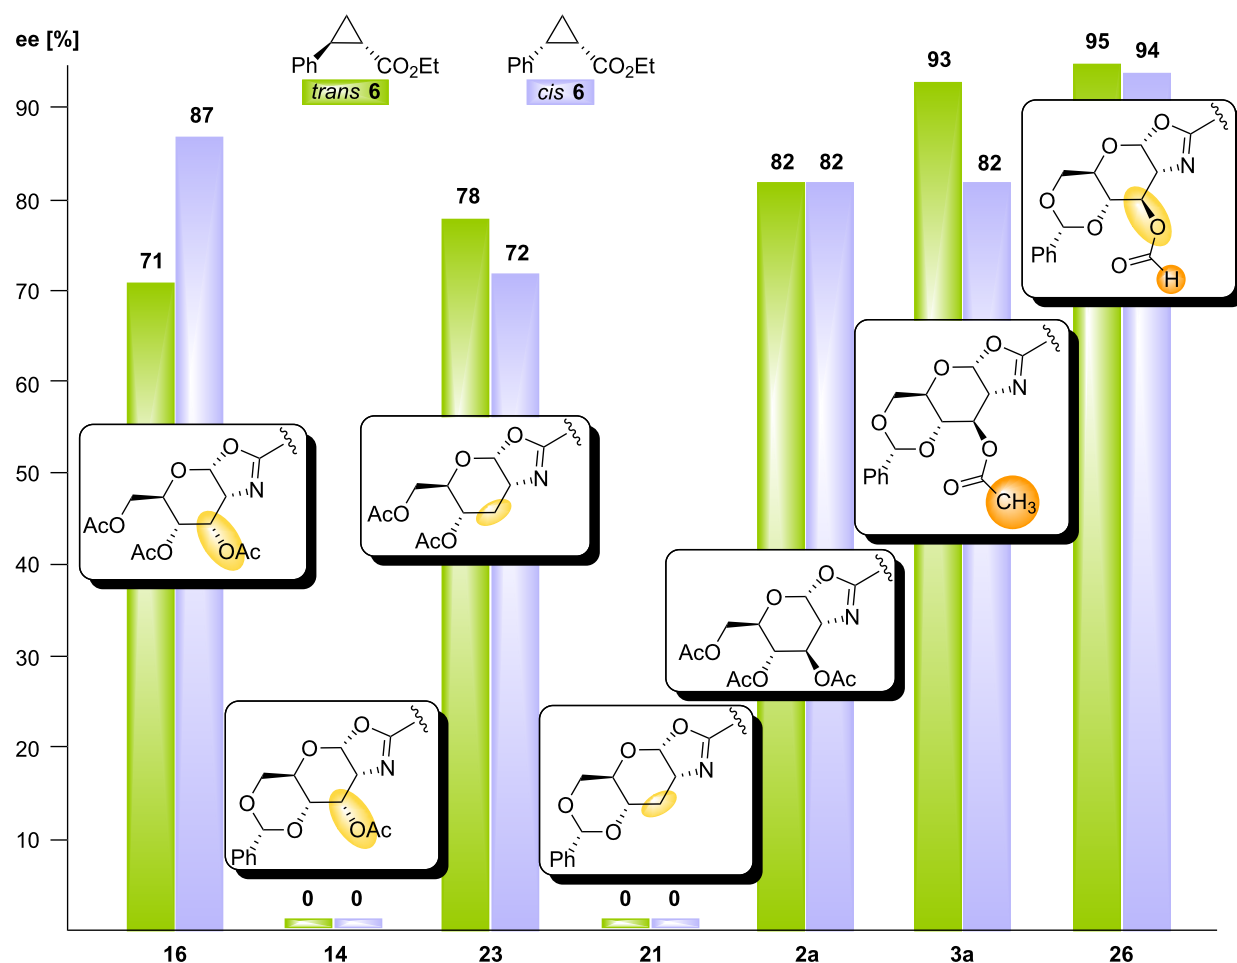 ee [%]
Ph CO2Et
trans 6
Ph CO2Et
cis 6
90
80
70
60
50
40
30
20
10
71
87
0
0
78
72
0
0
82
82
93
82
95
94
O
O
N
AcO
AcO
OAc
O
O
N
O
O
OAc
Ph
O
O
N
AcO
AcO
O
O
N
O
O
Ph
O
O
N
AcO
AcO
OAc
O
O
N
O
O
O
Ph
O
CH3
O
O
N
O
O
O
Ph
O
H
16 14 23 21 2a 3a 26